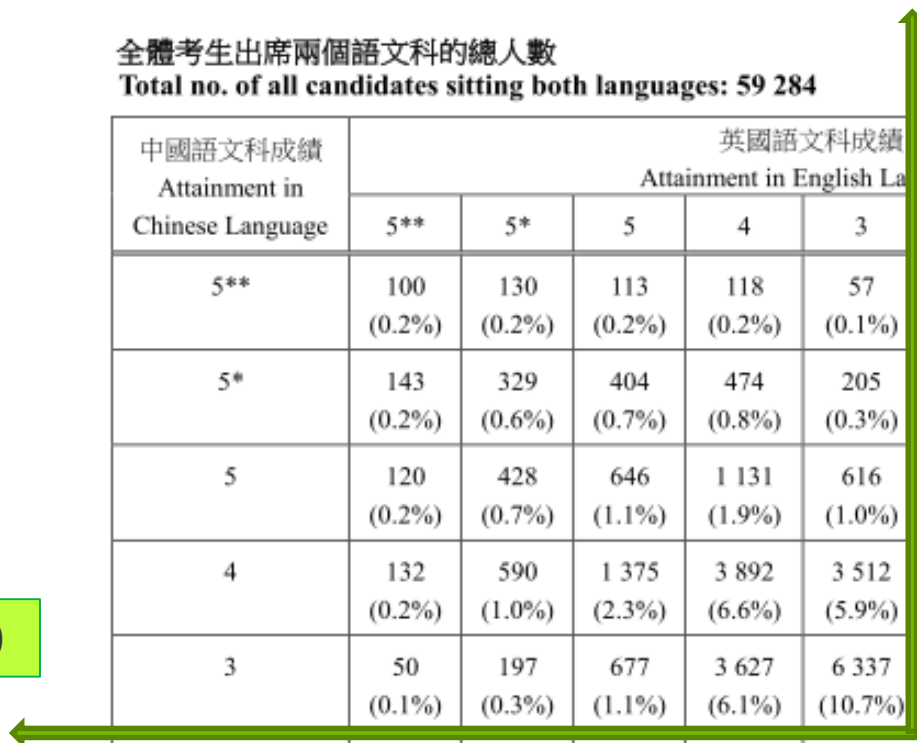 全體考生出席兩個語文科的總人數
Total no. of all candidates sitting both languages: 59 284
中國語文科成績
Attainment in
Chinese Language
英國語文科成績
Attainment in English La
5** 5* 5 4 3
5** 100 130 113 118 57
(0.2%) (0.2%) (0.2%) (0.2%) (0.1%)
5* 143 329 404 474 205
(0.2%) (0.6%) (0.7%) (0.8%) (0.3%)
5 120 428 646 1 131 616
(0.2%) (0.7%) (1.1%) (1.9%) (1.0%)
4 132 590 1 375 3 892 3 512
(0.2%) (1.0%) (2.3%) (6.6%) (5.9%)
3 50 197 677 3 627 6 337
(0.1%) (0.3%) (1.1%) (6.1%) (10.7%)
)